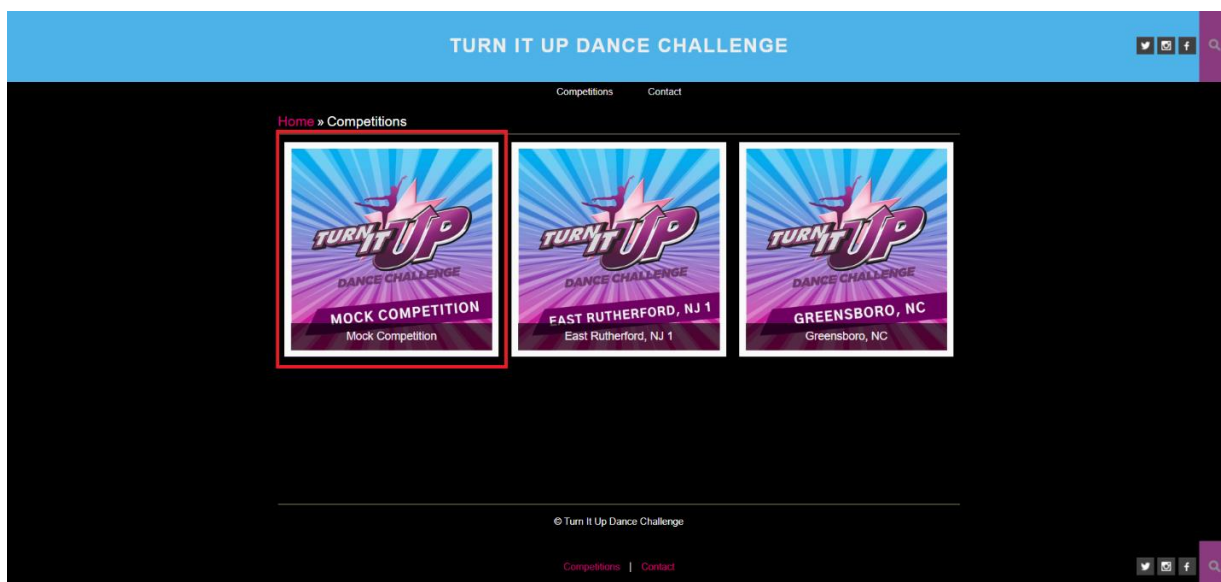 TURN IT UP DANCE CHALLENGE
Competitions Contact
Home » Competitions
TURN IT UP
DANCE CHALLENGE
MOCK COMPETITION
Mock Competition
TURN IT UP
DANCE CHALLENGE
EAST RUTHERFORD, NJ 1
East Rutherford, NJ 1
TURN IT UP
DANCE CHALLENGE
GREENSBORO, NC
Greensboro, NC
© Turn It Up Dance Challenge
Competitions | Contact